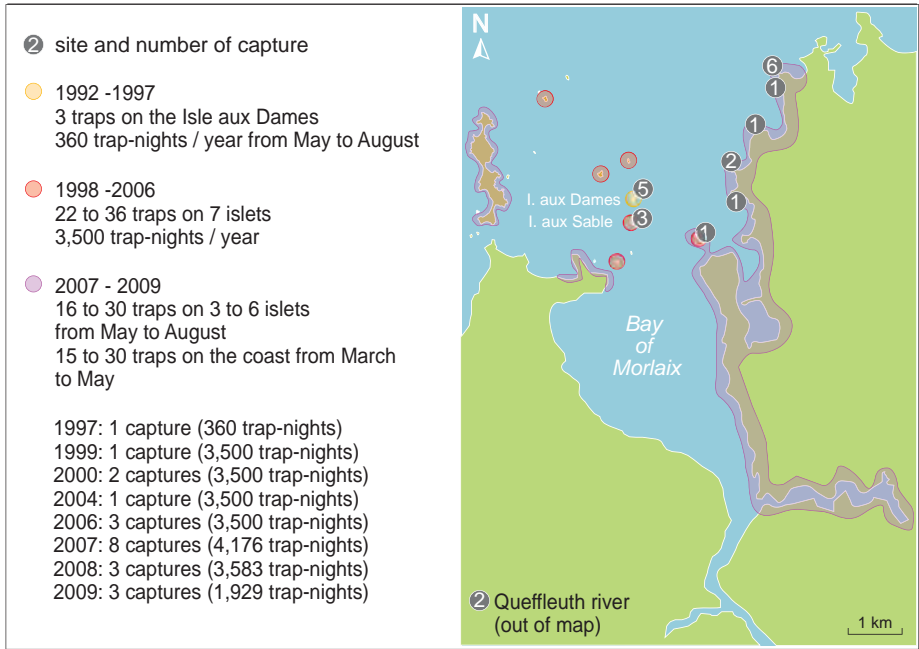 2 site and number of capture
1992 -1997
3 traps on the Isle aux Dames
360 trap-nights / year from May to August
1998 -2006
22 to 36 traps on 7 islets
3,500 trap-nights / year
2007 - 2009
16 to 30 traps on 3 to 6 islets
from May to August
15 to 30 traps on the coast from March
to May
1997: 1 capture (360 trap-nights)
1999: 1 capture (3,500 trap-nights)
2000: 2 captures (3,500 trap-nights)
2004: 1 capture (3,500 trap-nights)
2006: 3 captures (3,500 trap-nights)
2007: 8 captures (4,176 trap-nights)
2008: 3 captures (3,583 trap-nights)
2009: 3 captures (1,929 trap-nights)
N
6
1
1
2
5
I. aux Dames
1
I. aux Sable
3
1
Bay
of
Morlaix
2 Queffleuth river
(out of map)
1 km